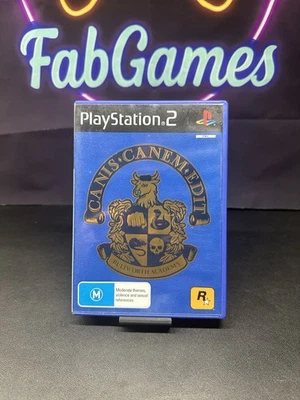 FabGames
PlayStation®2
CANIS CANEM EDIT
BULLWORTH ACADEMY
M
Moderate themes,
violence and sexual
references
R